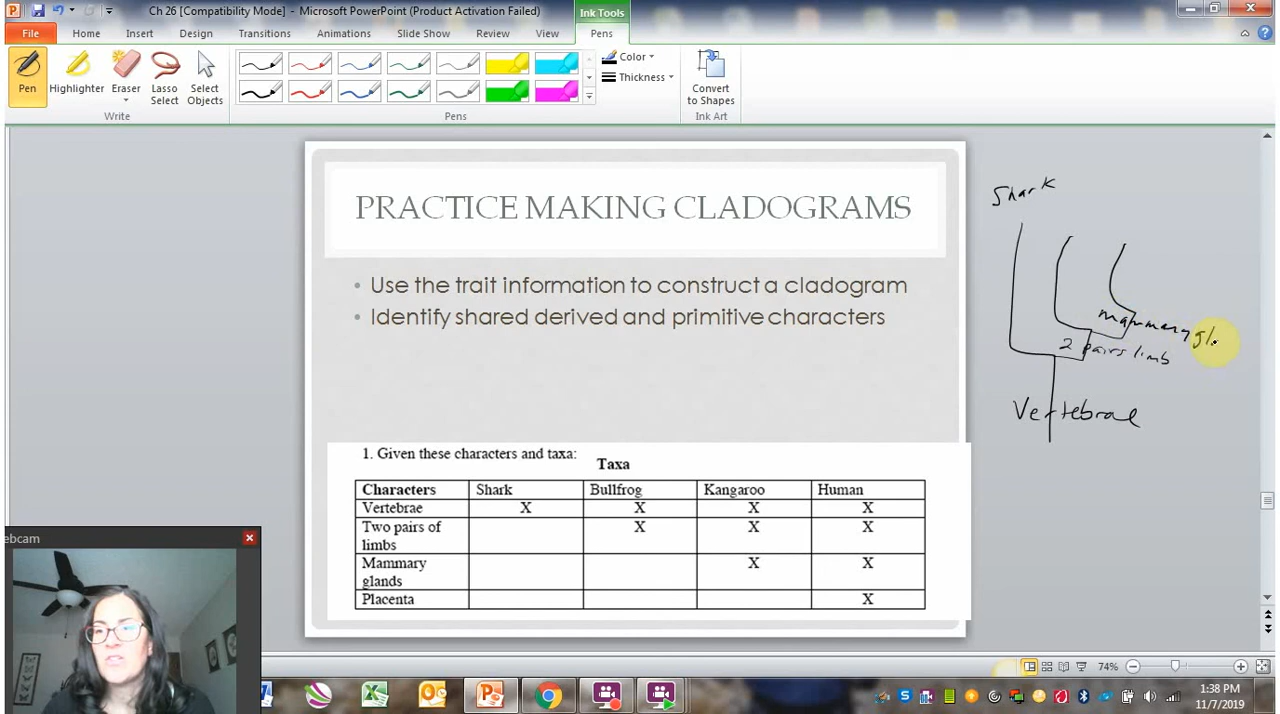 Ch 26 [Compatibility Mode] - Microsoft PowerPoint (Product Activation Failed)
Ink Tools
File Home Insert Design Transitions Animations Slide Show Review View Pens
Pen Highlighter Eraser Lasso Select Select Objects
Color
Thickness
Convert to Shapes
Write Pens Ink Art
PRACTICE MAKING CLADOGRAMS
• Use the trait information to construct a cladogram
• Identify shared derived and primitive characters
Shark
mammary gl
2 pairs limb
Vertebrae
1. Given these characters and taxa:
Taxa
Characters Shark Bullfrog Kangaroo Human
Vertebrae X X X X
Two pairs of limbs X X X
Mammary glands X X
Placenta X
ebcam
74%
1:38 PM
11/7/2019